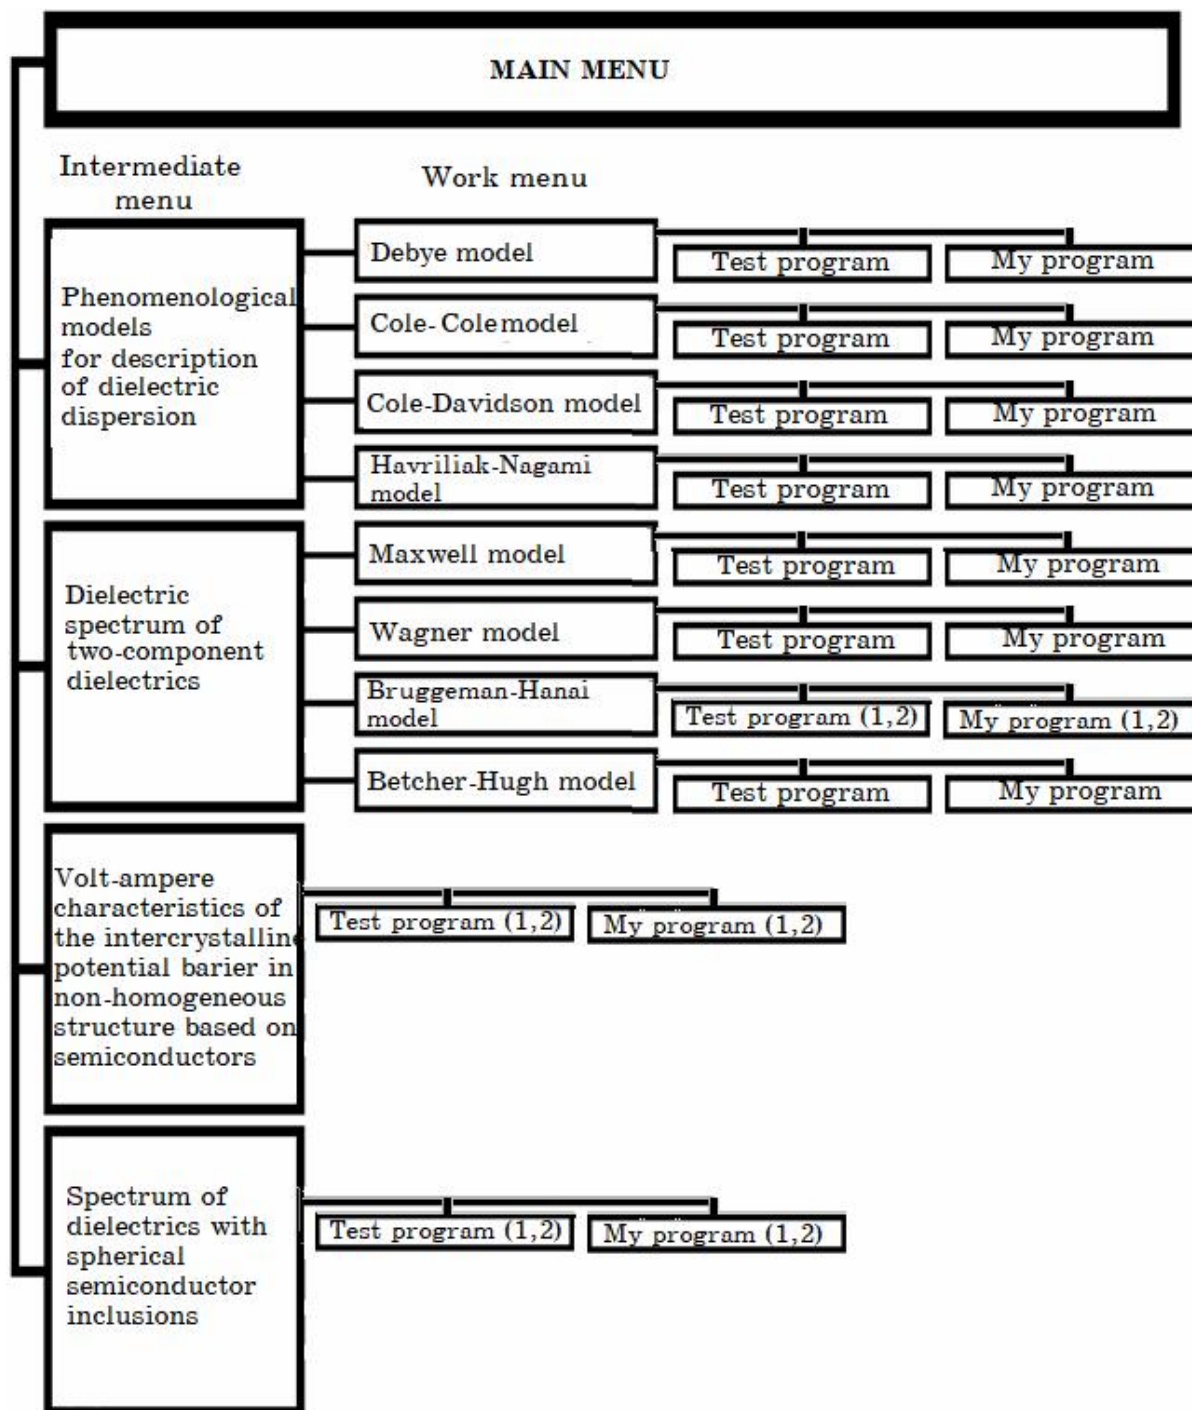 MAIN MENU
Intermediate
menu
Work menu
Phenomenological
models
for description
of dielectric
dispersion
Debye model
Test program
My program
Cole-Cole model
Test program
My program
Cole-Davidson model
Test program
My program
Havriliak-Nagami
model
Test program
My program
Dielectric
spectrum of
two-component
dielectrics
Maxwell model
Test program
My program
Wagner model
Test program
My program
Bruggeman-Hanai
model
Test program (1,2)
My program (1,2)
Betcher-Hugh model
Test program
My program
Volt-ampere
characteristics of
the intercrystalline
potential barier in
non-homogeneous
structure based on
semiconductors
Test program (1,2)
My program (1,2)
Spectrum of
dielectrics with
spherical
semiconductor
inclusions
Test program (1,2)
My program (1,2)